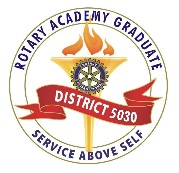 ROTARY ACADEMY GRADUATE
DISTRICT 5030
SERVICE ABOVE SELF